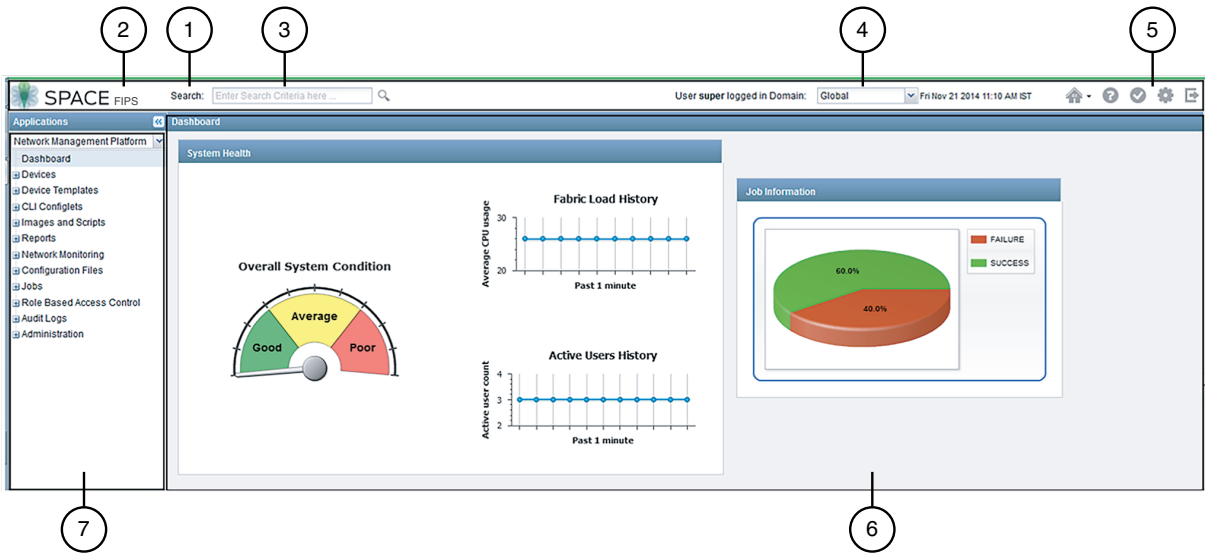 2 1 3 4 5
SPACE FIPS Search: Enter Search Criteria here ... User super logged in Domain: Global Fri Nov 21 2014 11:10 AM IST
Applications
Network Management Platform
Dashboard
Devices
Device Templates
CLI Configlets
Images and Scripts
Reports
Network Monitoring
Configuration Files
Jobs
Role Based Access Control
Audit Logs
Administration
Dashboard
System Health
Overall System Condition
Good
Average
Poor
Fabric Load History
Average CPU usage
30
20
Past 1 minute
Active Users History
Active user count
4
3
2
Past 1 minute
Job Information
60.0%
40.0%
FAILURE
SUCCESS
7 6